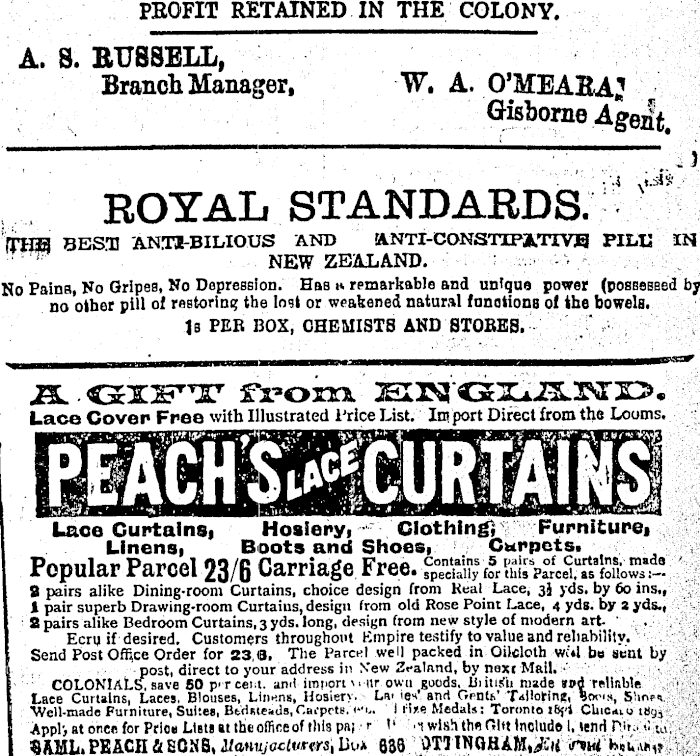 PROFIT RETAINED IN THE COLONY.
A. S. RUSSELL,
Branch Manager,
W. A. O'MEARA,
Gisborne Agent.
ROYAL STANDARDS.
THE BEST ANTI-BILIOUS AND ANTI-CONSTIPATIVE PILL IN
NEW ZEALAND.
No Pains, No Gripes, No Depression. Has a remarkable and unique power (possessed by
no other pill of restoring the lost or weakened natural functions of the bowels.
1s PER BOX, CHEMISTS AND STORES.
A GIFT from ENGLAND.
Lace Cover Free with Illustrated Price List. Import Direct from the Looms.
PEACH'S LACE CURTAINS
Lace Curtains, Hosiery, Clothing, Furniture,
Linens, Boots and Shoes, Carpets.
Popular Parcel 23/6 Carriage Free. Contains 5 pairs of Curtains, made
specially for this Parcel, as follows:—
2 pairs alike Dining-room Curtains, choice design from Real Lace, 3½ yds. by 60 ins.,
1 pair superb Drawing-room Curtains, design from old Rose Point Lace, 4 yds. by 2 yds.,
2 pairs alike Bedroom Curtains, 3 yds. long, design from new style of modern art.
Ecru if desired. Customers throughout Empire testify to value and reliability.
Send Post Office Order for 23/6. The Parcel well packed in Oilcloth will be sent by
post, direct to your address in New Zealand, by next Mail.
COLONIALS, save 50 per cent. and import your own goods. British made and reliable
Lace Curtains, Laces, Blouses, Linens, Hosiery. Ladies' and Gents' Tailoring, Boots, Shoes
Well-made Furniture, Suites, Bedsteads, Carpets, Prize Medals: Toronto 1894 Chicago 1893
Apply at once for Price Lists at the office of this wish the Gift include 1, send
SAML. PEACH & SONS, Manufacturers, Box 636